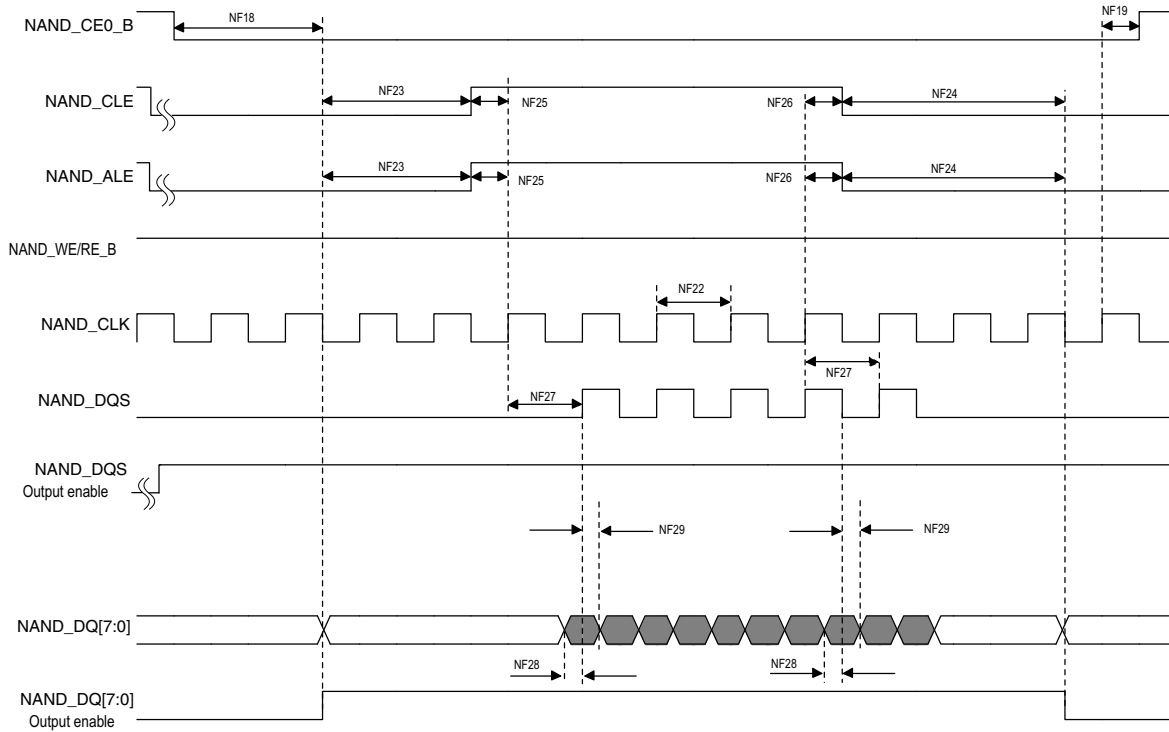 NAND_CE0_B
NF18
NF19
NAND_CLE
NF23
NF25
NF26
NF24
NAND_ALE
NF23
NF25
NF26
NF24
NAND_WE/RE_B
NF22
NAND_CLK
NF27
NAND_DQS
NF27
NAND_DQS
Output enable
NF29
NF29
NAND_DQ[7:0]
NF28
NF28
NAND_DQ[7:0]
Output enable